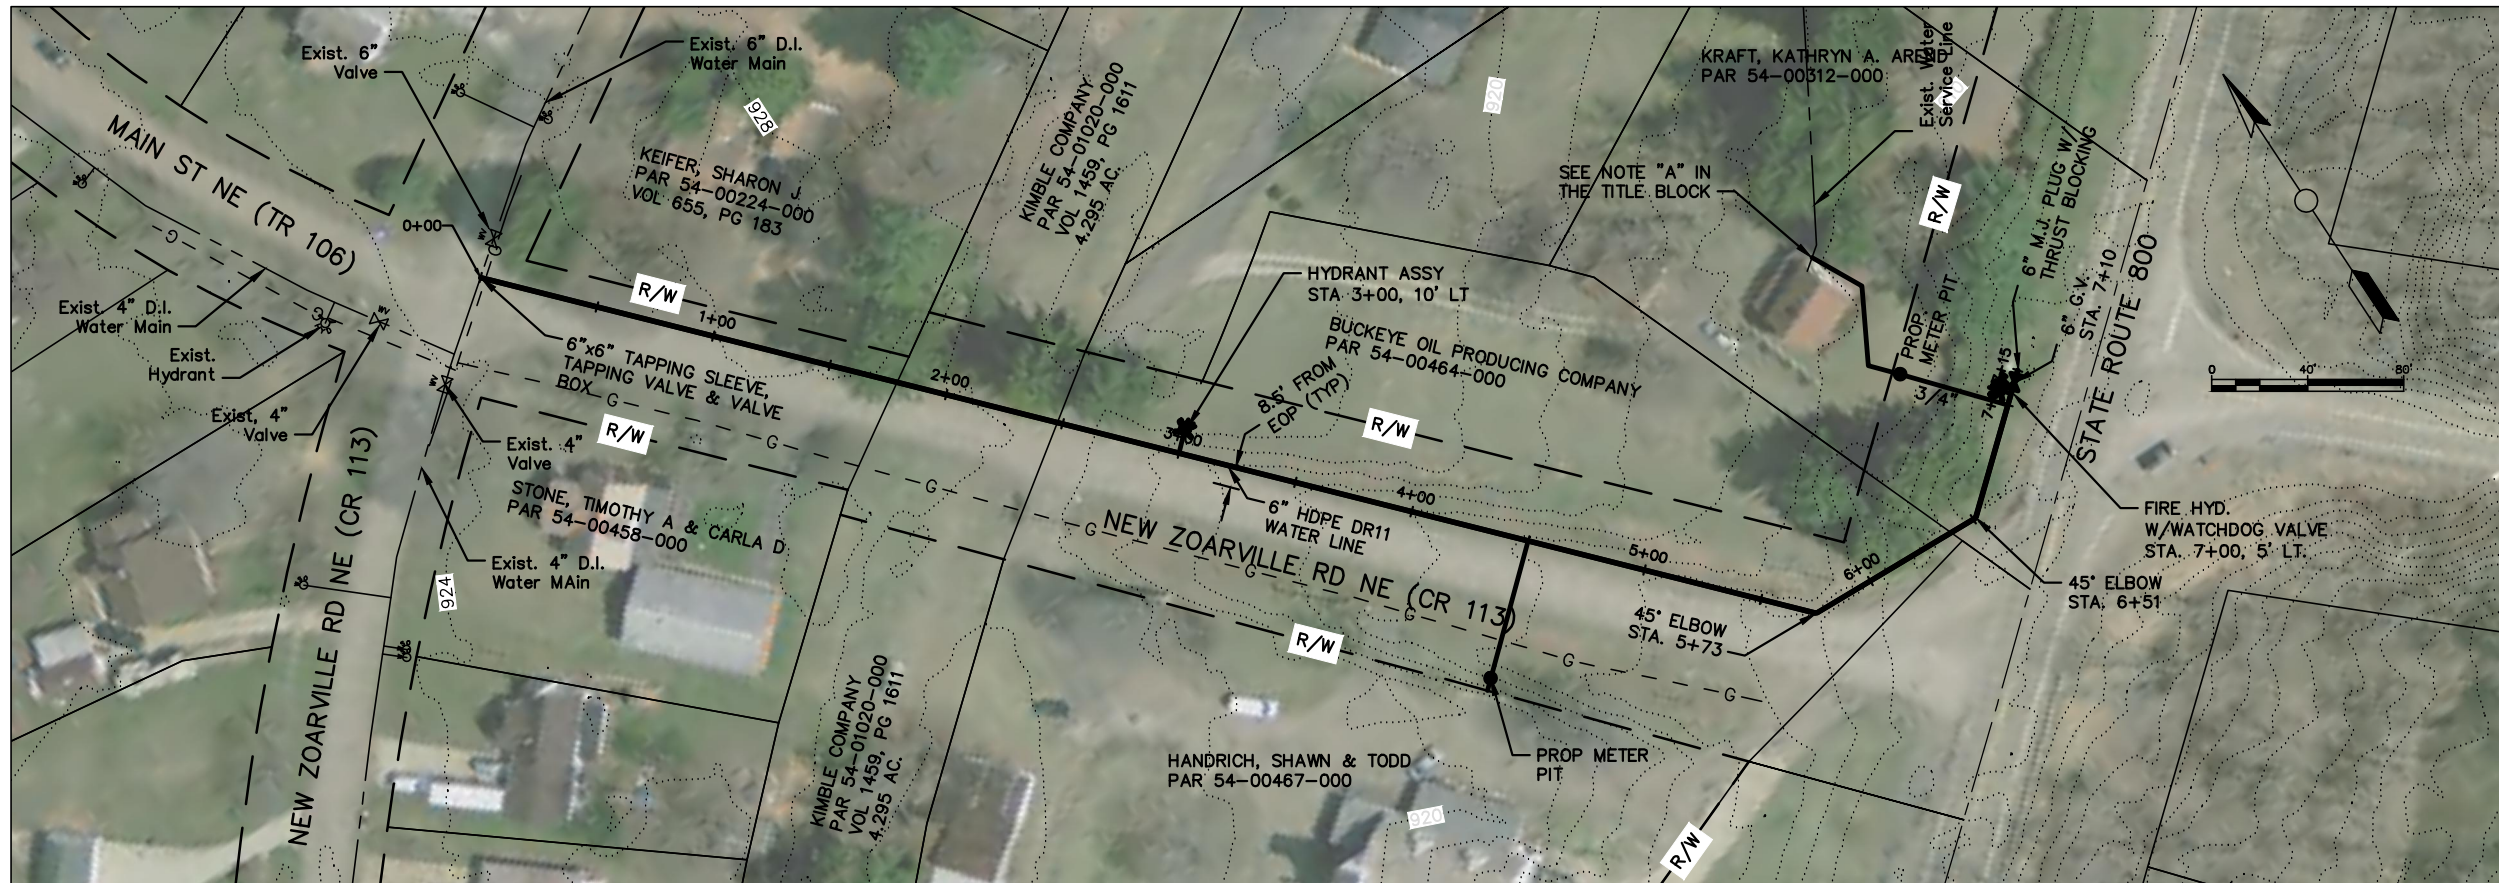 Exist. 6"
Valve
Exist. 6" D.I.
Water Main
928
MAIN ST NE (TR 106)
0+00
KEIFER, SHARON J.
PAR 54-00224-000
VOL 655, PG 183
KIMBLE COMPANY
PAR 54-01020-000
VOL 1459, PG 1611
4.295 AC.
920
KRAFT, KATHRYN A. AREND
PAR 54-00312-000
Exist. Water
Service Line
SEE NOTE "A" IN
THE TITLE BLOCK
R/W
6" M.J. PLUG W/
THRUST BLOCKING
6" G.V.
STA. 7+10
STATE ROUTE 800
0
40'
80'
PROP.
METER PIT
3/4"
Exist. 4" D.I.
Water Main
Exist.
Hydrant
Exist. 4"
Valve
WV
WV
WV
G
G
R/W
1+00
6"x6" TAPPING SLEEVE,
TAPPING VALVE & VALVE
BOX
G
R/W
G
2+00
G
HYDRANT ASSY
STA. 3+00, 10' LT
3+00
8.5' FROM
EOP (TYP)
BUCKEYE OIL PRODUCING COMPANY
PAR 54-00464-000
R/W
Exist. 4"
Valve
STONE, TIMOTHY A & CARLA D
PAR 54-00458-000
Exist. 4" D.I.
Water MAin
924
NEW ZOARVILLE RD NE (CR 113)
6" HDPE DR11
WATER LINE
4+00
NEW ZOARVILLE RD NE (CR 113)
G
G
G
G
G
5+00
6+00
FIRE HYD.
W/WATCHDOG VALVE
STA. 7+00, 5' LT.
45° ELBOW
STA. 6+51
45° ELBOW
STA. 5+73
R/W
KIMBLE COMPANY
PAR 54-01020-000
VOL 1459, PG 1611
4.295 AC.
HANDRICH, SHAWN & TODD
PAR 54-00467-000
PROP METER
PIT
920
R/W